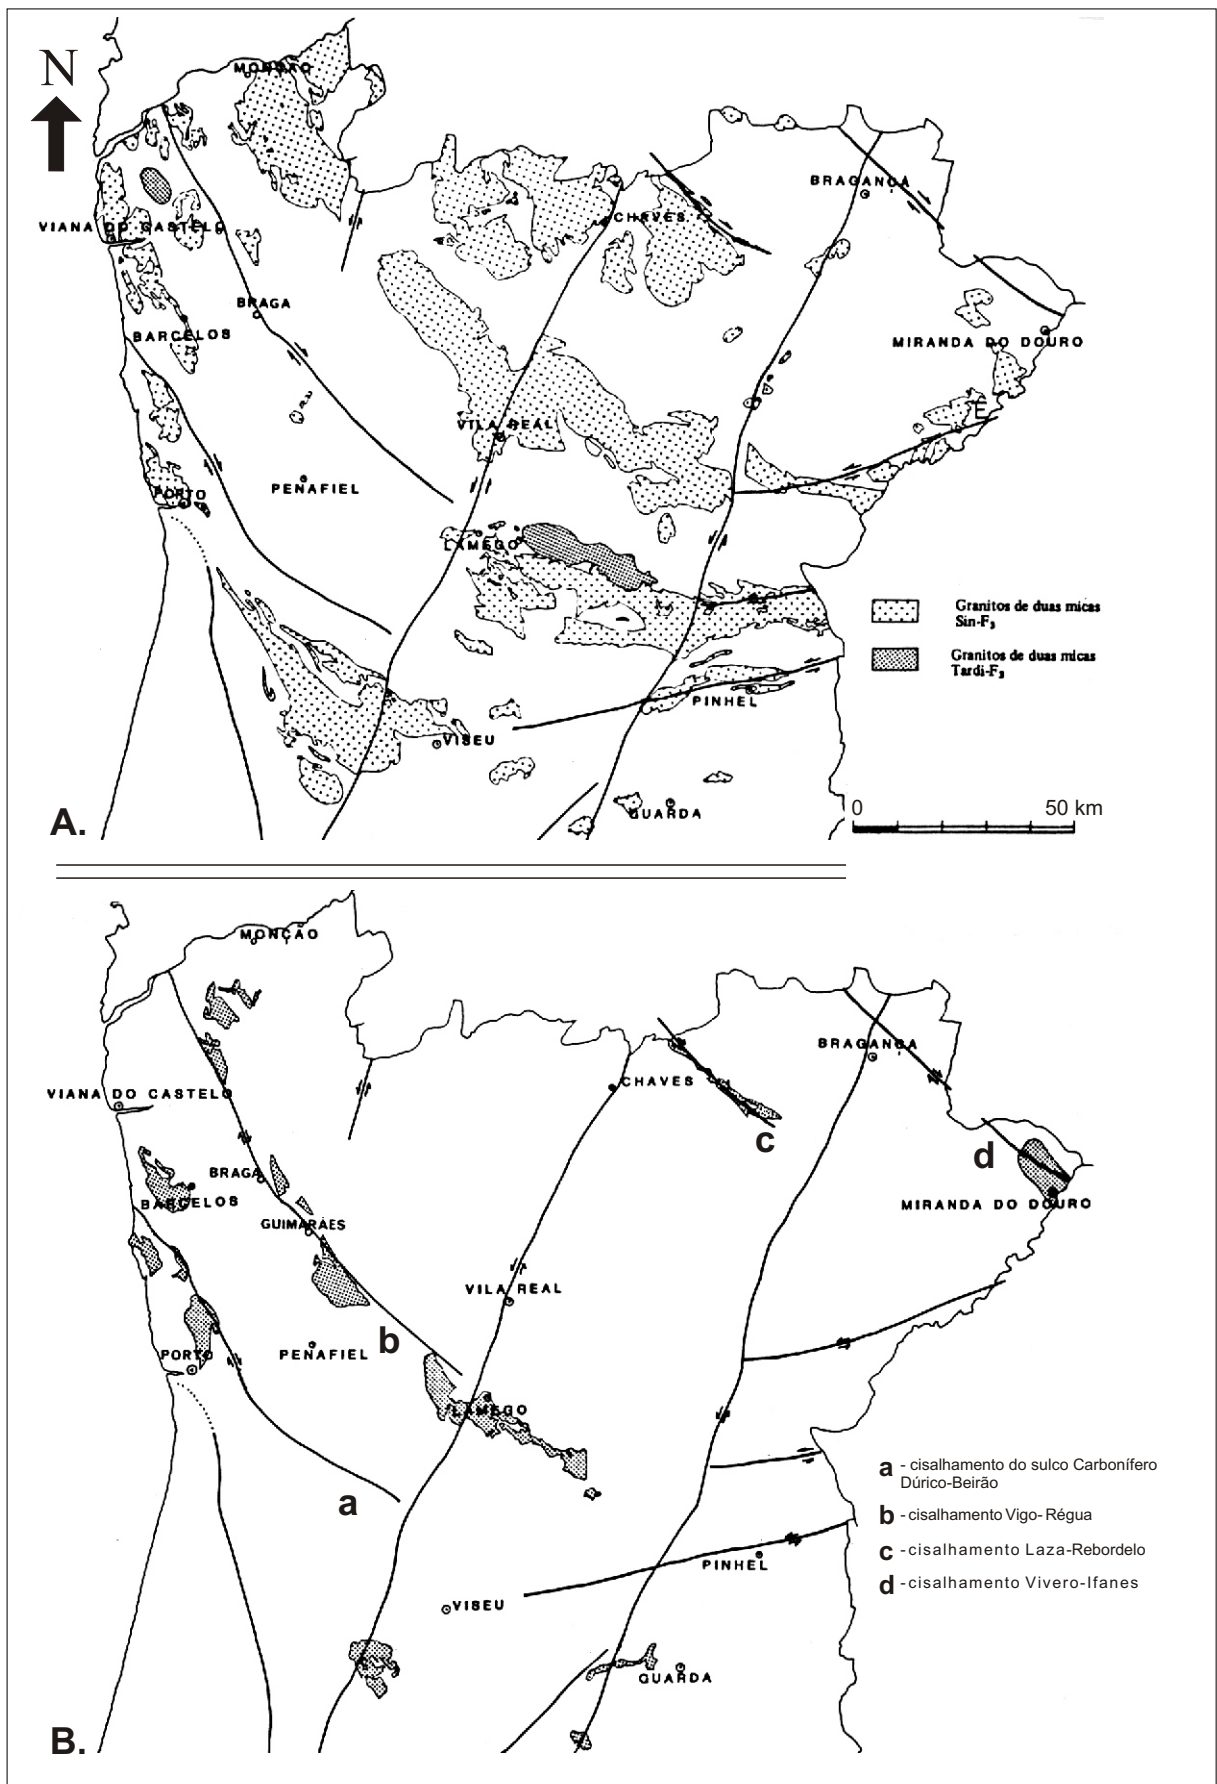 N
MONÇÃO
BRAGANÇA
CHAVES
VIANA DO CASTELO
BRAGA
BARCELOS
MIRANDA DO DOURO
E
VILA REAL
PENAFIEL
PORTO
LAMEGO
Granitos de duas micas
Sin-F₃
Granitos de duas micas
Tardi-F₃
PINHEL
VISEU
GUARDA
0 50 km
A.
MONÇÃO
BRAGANÇA
CHAVES
VIANA DO CASTELO
c
d
BRAGA
BARCELOS
MIRANDA DO DOURO
GUIMARÃES
VILA REAL
b
PENAFIEL
PORTO
LAMEGO
a
a - cisalhamento do sulco Carbonífero
Dúrico-Beirão
b - cisalhamento Vigo-Régua
c - cisalhamento Laza-Rebordelo
d - cisalhamento Vivero-Ifanes
PINHEL
VISEU
GUARDA
B.